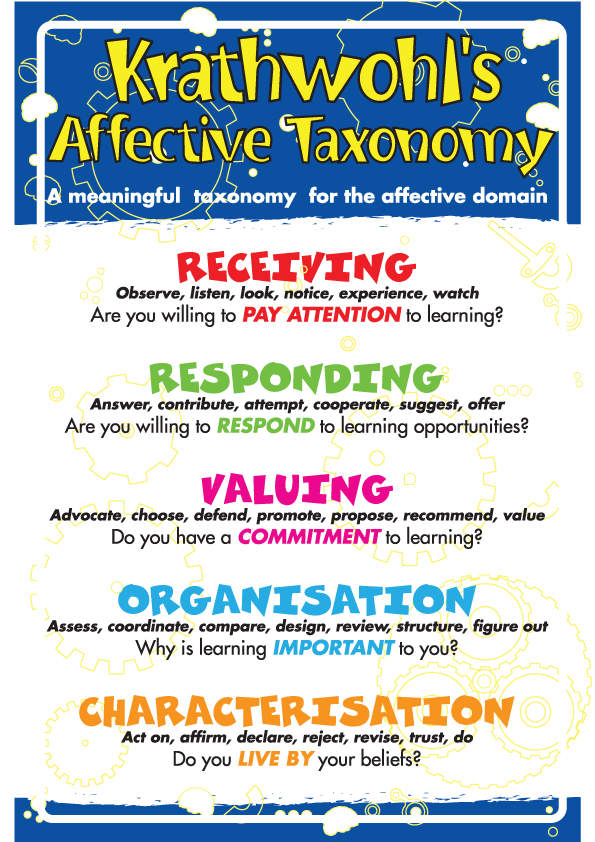 Krathwohl's
Affective Taxonomy
A meaningful taxonomy for the affective domain
RECEIVING
Observe, listen, look, notice, experience, watch
Are you willing to PAY ATTENTION to learning?
RESPONDING
Answer, contribute, attempt, cooperate, suggest, offer
Are you willing to RESPOND to learning opportunities?
VALUING
Advocate, choose, defend, promote, propose, recommend, value
Do you have a COMMITMENT to learning?
ORGANISATION
Assess, coordinate, compare, design, review, structure, figure out
Why is learning IMPORTANT to you?
CHARACTERISATION
Act on, affirm, declare, reject, revise, trust, do
Do you LIVE BY your beliefs?